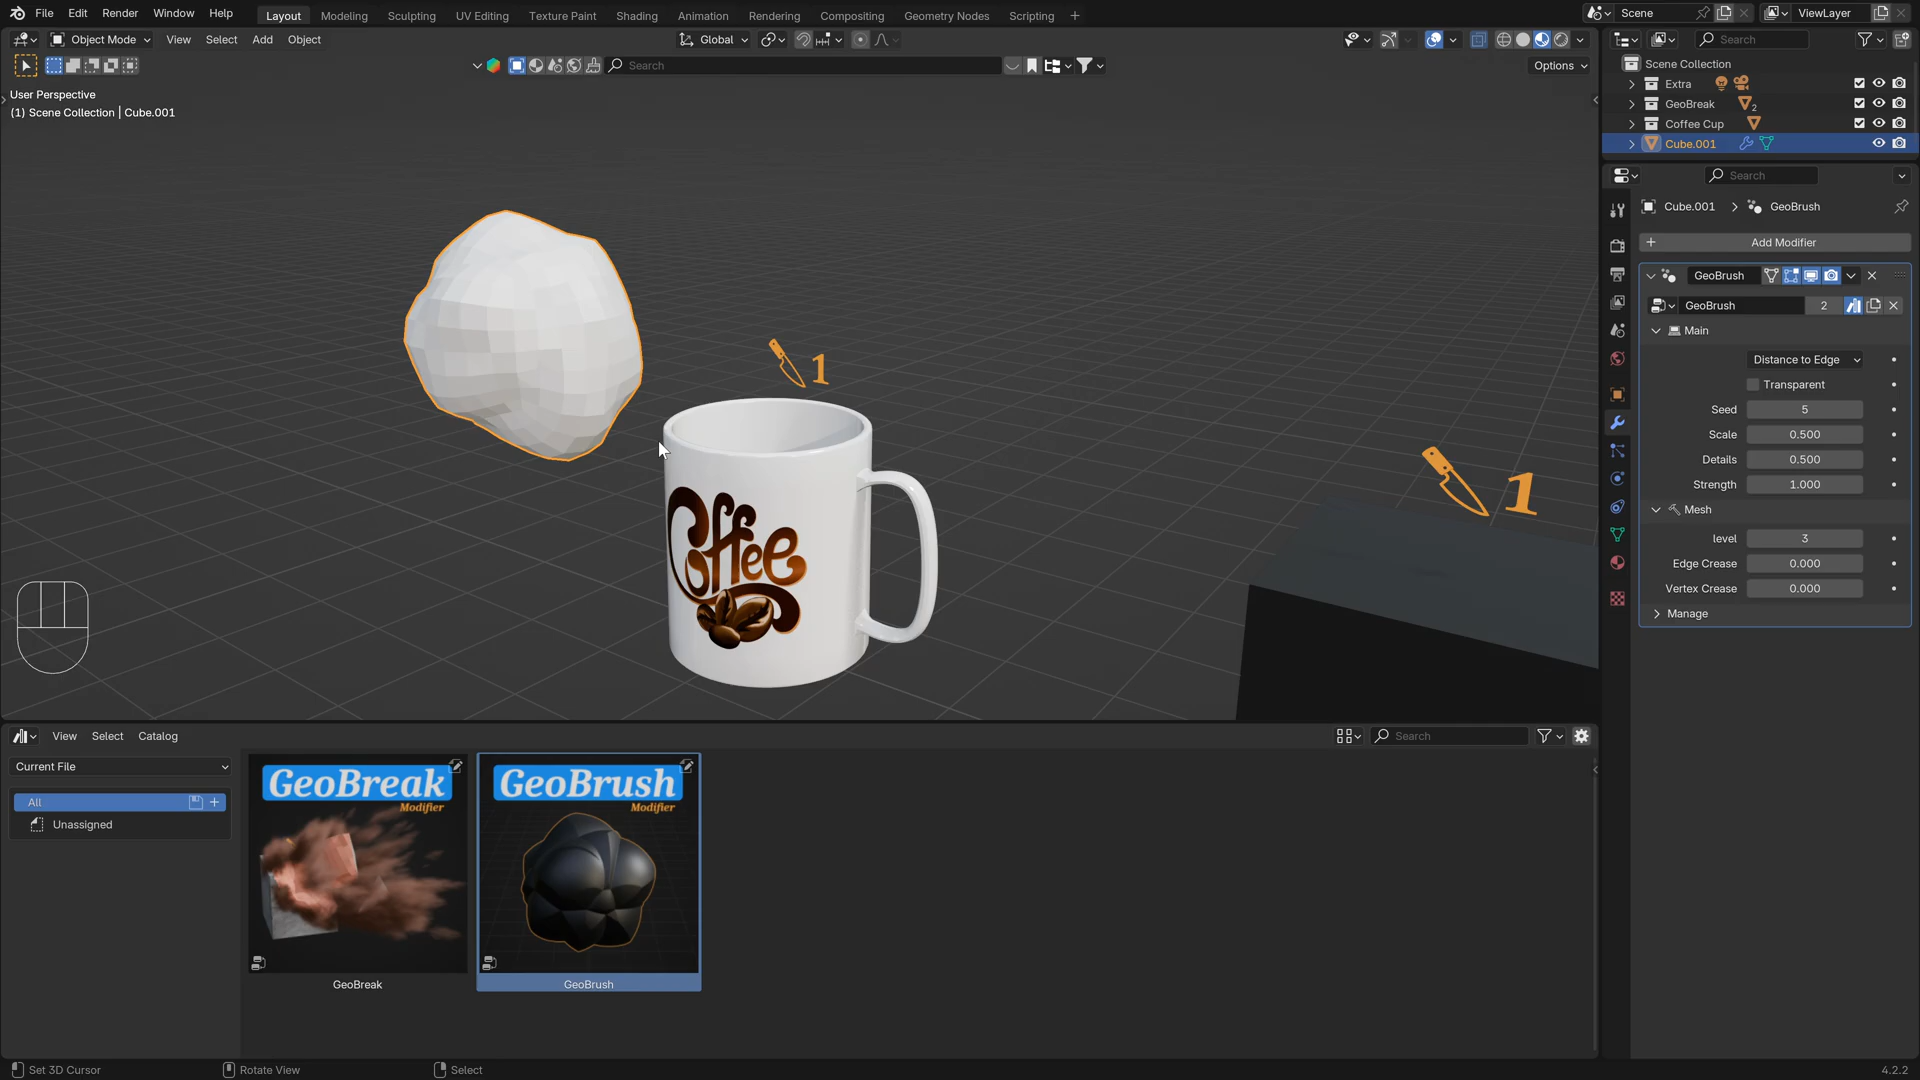 File Edit Render Window Help Layout Modeling Sculpting UV Editing Texture Paint Shading Animation Rendering Compositing Geometry Nodes Scripting + Scene ViewLayer
Object Mode View Select Add Object Global Search
Search Options
User Perspective
(1) Scene Collection | Cube.001
Scene Collection
Extra
GeoBreak 2
Coffee Cup
Cube.001
Search
Cube.001 > GeoBrush
+ Add Modifier
GeoBrush
GeoBrush 2
Main
Distance to Edge
Transparent
Seed 5
Scale 0.500
Details 0.500
Strength 1.000
Mesh
level 3
Edge Crease 0.000
Vertex Crease 0.000
Manage
1
1
Coffee
View Select Catalog Search
Current File
All
Unassigned
GeoBreak
Modifier
GeoBreak
GeoBrush
Modifier
GeoBrush
Set 3D Cursor Rotate View Select 4.2.2